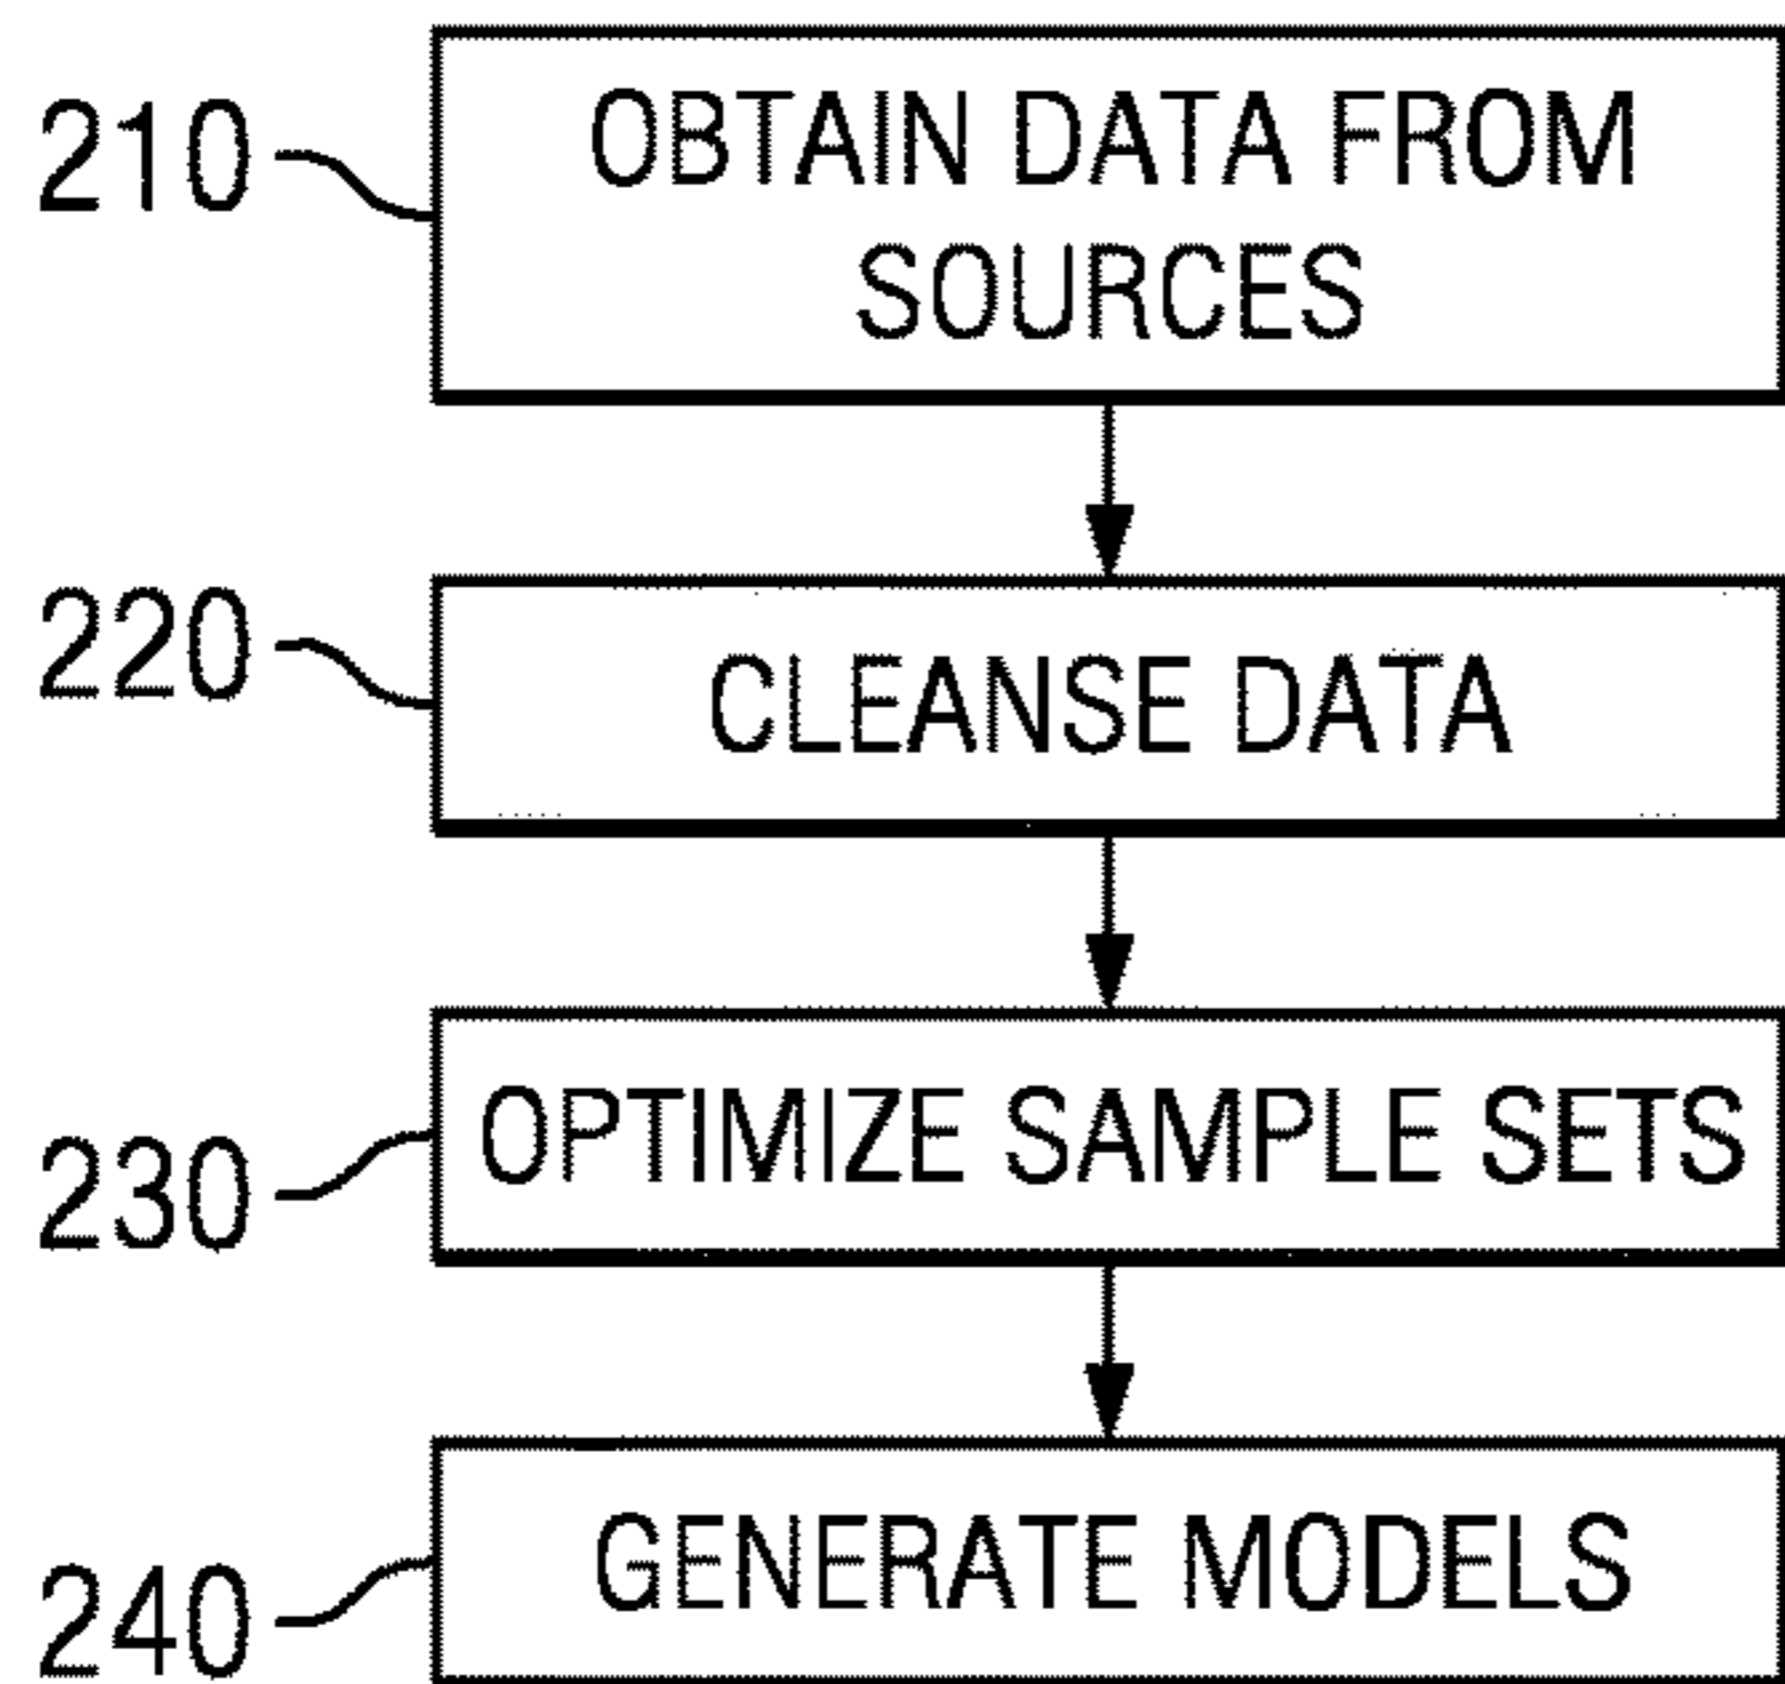 210
OBTAIN DATA FROM
SOURCES
220
CLEANSE DATA
230
OPTIMIZE SAMPLE SETS
240
GENERATE MODELS